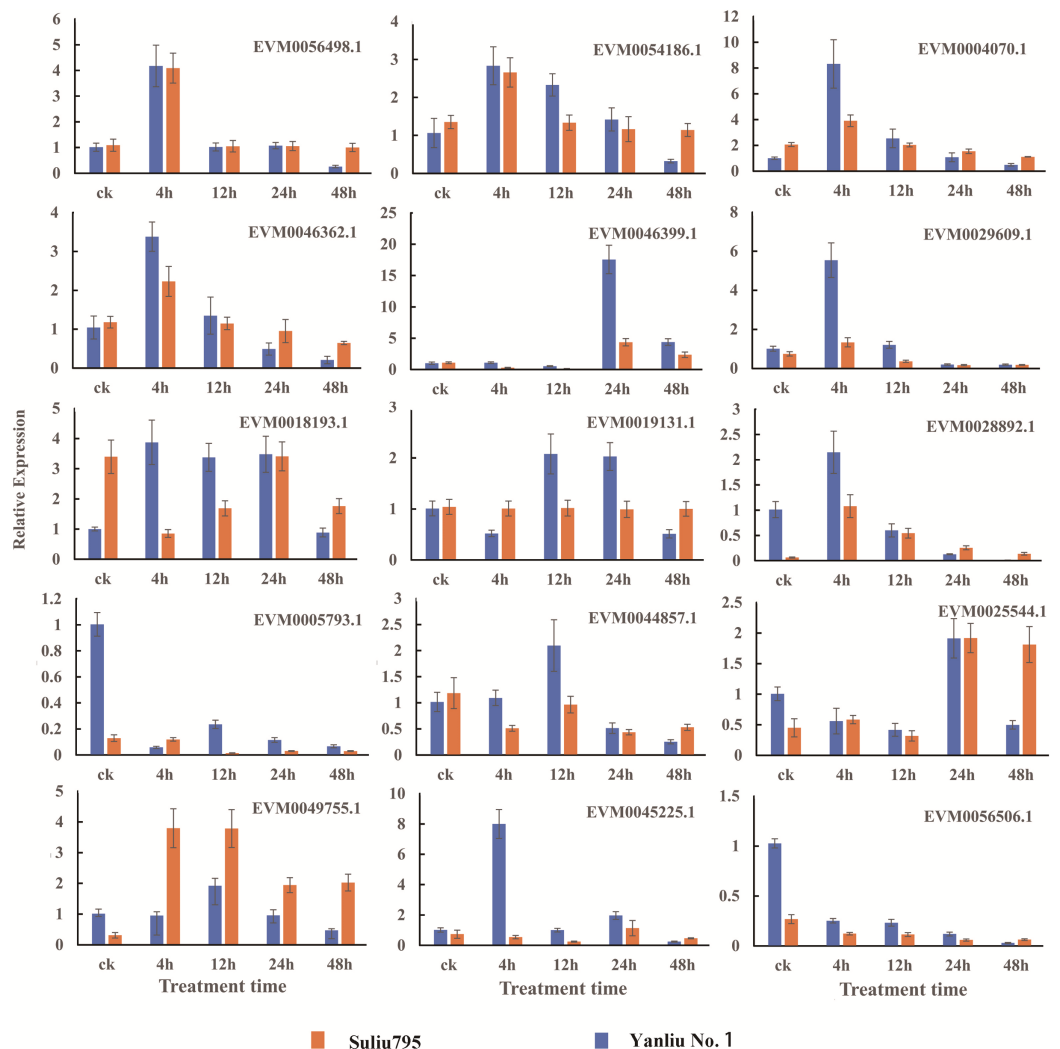 EVM0056498.1
6
5
4
3
2
1
0
ck 4h 12h 24h 48h
EVM0054186.1
4
3
2
1
0
ck 4h 12h 24h 48h
EVM0004070.1
12
10
8
6
4
2
0
ck 4h 12h 24h 48h
EVM0046362.1
4
3
2
1
0
ck 4h 12h 24h 48h
EVM0046399.1
25
20
15
10
5
0
ck 4h 12h 24h 48h
EVM0029609.1
8
6
4
2
0
ck 4h 12h 24h 48h
Relative Expression
EVM0018193.1
5
4
3
2
1
0
ck 4h 12h 24h 48h
EVM0019131.1
3
2
1
0
ck 4h 12h 24h 48h
EVM0028892.1
3
2.5
2
1.5
1
0.5
0
ck 4h 12h 24h 48h
EVM0005793.1
1.2
1
0.8
0.6
0.4
0.2
0
ck 4h 12h 24h 48h
EVM0044857.1
3
2.5
2
1.5
1
0.5
0
ck 4h 12h 24h 48h
EVM0025544.1
2.5
2
1.5
1
0.5
0
ck 4h 12h 24h 48h
EVM0049755.1
5
4
3
2
1
0
ck 4h 12h 24h 48h
Treatment time
EVM0045225.1
10
8
6
4
2
0
ck 4h 12h 24h 48h
Treatment time
EVM0056506.1
1.5
1
0.5
0
ck 4h 12h 24h 48h
Treatment time
Suliu795 Yanliu No. 1